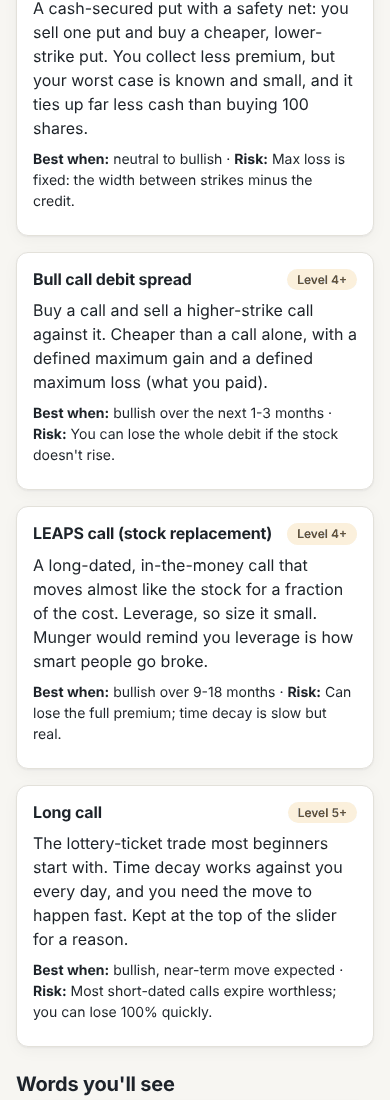 A cash-secured put with a safety net: you
sell one put and buy a cheaper, lower-
strike put. You collect less premium, but
your worst case is known and small, and it
ties up far less cash than buying 100
shares.
Best when: neutral to bullish · Risk: Max loss is
fixed: the width between strikes minus the
credit.
Bull call debit spread Level 4+
Buy a call and sell a higher-strike call
against it. Cheaper than a call alone, with a
defined maximum gain and a defined
maximum loss (what you paid).
Best when: bullish over the next 1-3 months ·
Risk: You can lose the whole debit if the stock
doesn't rise.
LEAPS call (stock replacement) Level 4+
A long-dated, in-the-money call that
moves almost like the stock for a fraction
of the cost. Leverage, so size it small.
Munger would remind you leverage is how
smart people go broke.
Best when: bullish over 9-18 months · Risk: Can
lose the full premium; time decay is slow but
real.
Long call Level 5+
The lottery-ticket trade most beginners
start with. Time decay works against you
every day, and you need the move to
happen fast. Kept at the top of the slider
for a reason.
Best when: bullish, near-term move expected ·
Risk: Most short-dated calls expire worthless;
you can lose 100% quickly.
Words you'll see